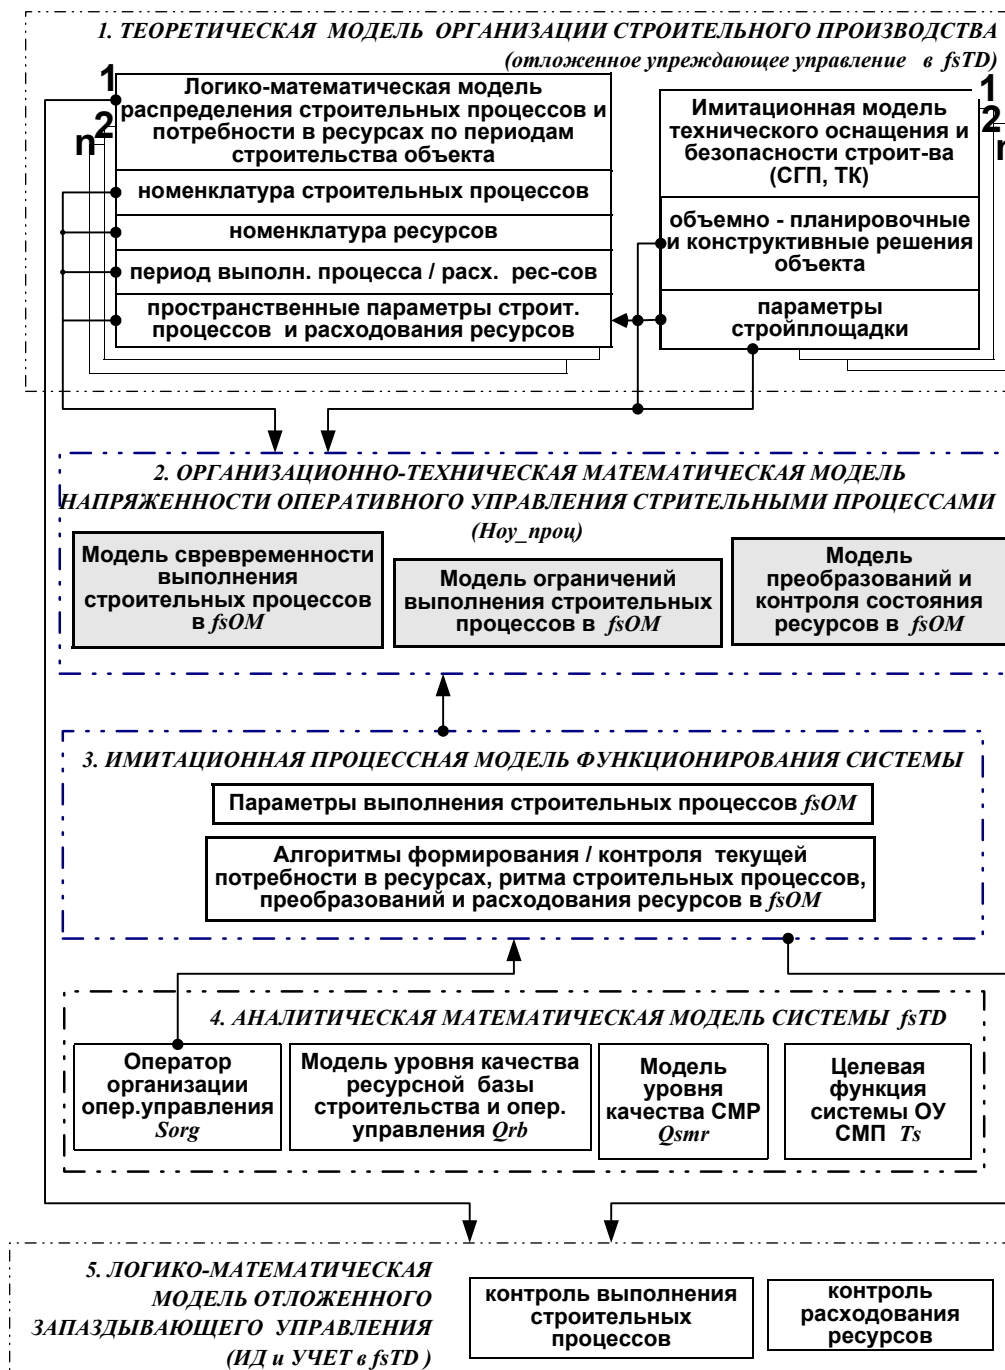 1. ТЕОРЕТИЧЕСКАЯ МОДЕЛЬ ОРГАНИЗАЦИИ СТРОИТЕЛЬНОГО ПРОИЗВОДСТВА
(отложенное упреждающее управление в fsTD)
1
2
n
Логико-математическая модель
распределения строительных процессов и
потребности в ресурсах по периодам
строительства объекта
номенклатура строительных процессов
номенклатура ресурсов
период выполн. процесса / расх. рес-сов
пространственные параметры строит.
процессов и расходования ресурсов
1
2
n
Имитационная модель
технического оснащения и
безопасности строит-ва
(СГП, ТК)
объемно - планировочные
и конструктивные решения
объекта
параметры
стройплощадки
2. ОРГАНИЗАЦИОННО-ТЕХНИЧЕСКАЯ МАТЕМАТИЧЕСКАЯ МОДЕЛЬ
НАПРЯЖЕННОСТИ ОПЕРАТИВНОГО УПРАВЛЕНИЯ СТРИТЕЛЬНЫМИ ПРОЦЕССАМИ
(Ноу_проц)
Модель свревременности
выполнения
строительных процессов
в fsOM
Модель ограничений
выполнения строительных
процессов в fsOM
Модель
преобразований и
контроля состояния
ресурсов в fsOM
3. ИМИТАЦИОННАЯ ПРОЦЕССНАЯ МОДЕЛЬ ФУНКЦИОНИРОВАНИЯ СИСТЕМЫ
Параметры выполнения строительных процессов fsOM
Алгоритмы формирования / контроля текущей
потребности в ресурсах, ритма строительных процессов,
преобразований и расходования ресурсов в fsOM
4. АНАЛИТИЧЕСКАЯ МАТЕМАТИЧЕСКАЯ МОДЕЛЬ СИСТЕМЫ fsTD
Оператор
организации
опер.управления
Sorg
Модель уровня качества
ресурсной базы
строительства и опер.
управления Qrb
Модель
уровня
качества СМР
Qsmr
Целевая
функция
системы ОУ
СМП Ts
5. ЛОГИКО-МАТЕМАТИЧЕСКАЯ
МОДЕЛЬ ОТЛОЖЕННОГО
ЗАПАЗДЫВАЮЩЕГО УПРАВЛЕНИЯ
(ИД и УЧЕТ в fsTD )
контроль выполнения
строительных
процессов
контроль
расходования
ресурсов